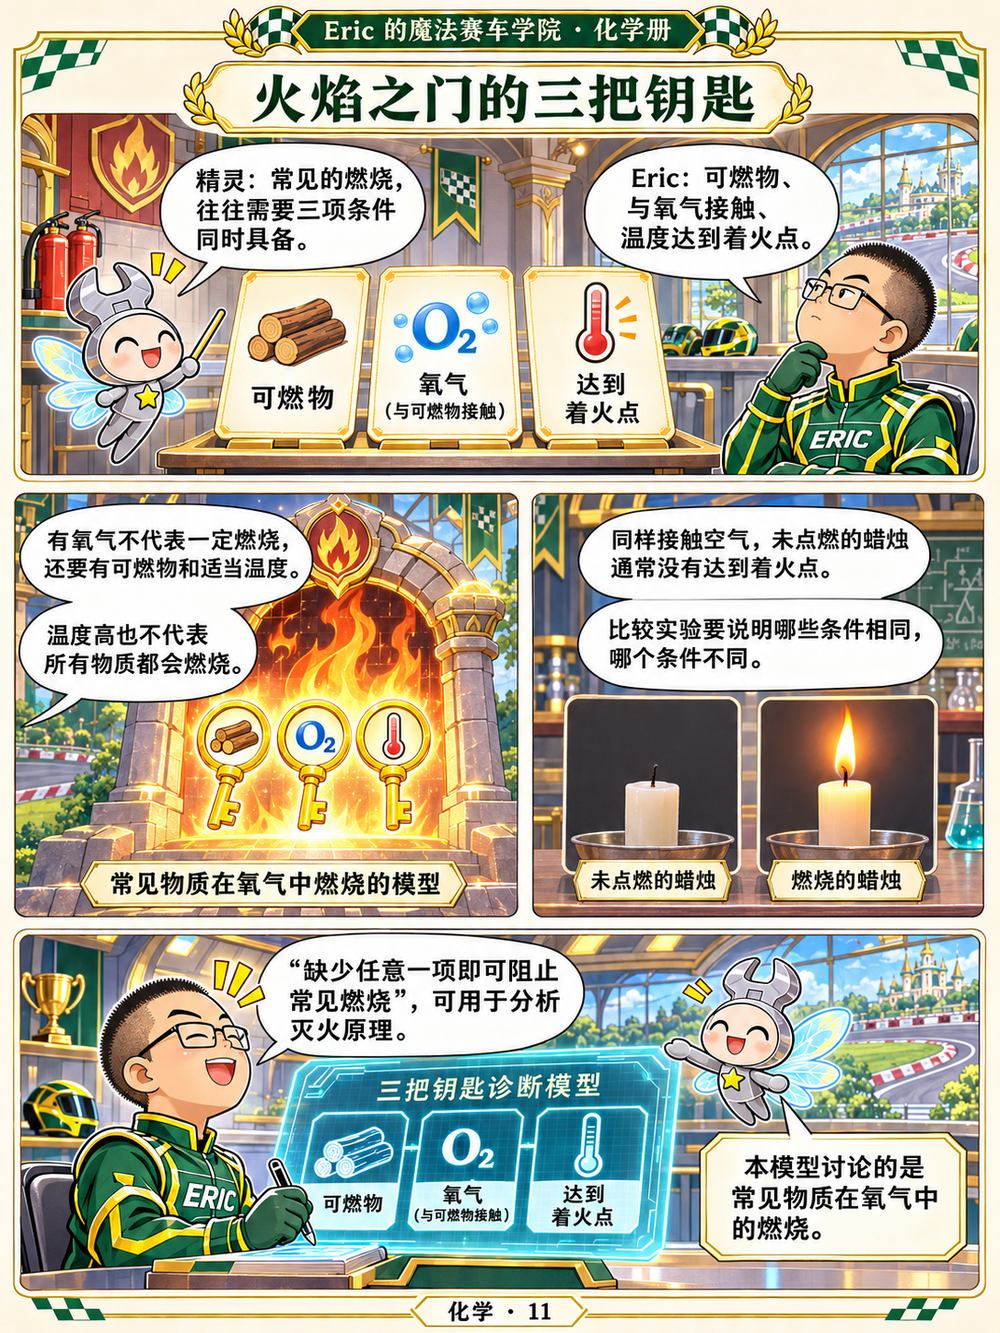 Eric 的魔法赛车学院 · 化学册
火焰之门的三把钥匙
精灵：常见的燃烧，
往往需要三项条件
同时具备。
Eric：可燃物、
与氧气接触、
温度达到着火点。
可燃物
O₂
氧气
（与可燃物接触）
达到
着火点
ERIC
有氧气不代表一定燃烧，
还要有可燃物和适当温度。
温度高也不代表
所有物质都会燃烧。
O₂
常见物质在氧气中燃烧的模型
同样接触空气，未点燃的蜡烛
通常没有达到着火点。
比较实验要说明哪些条件相同，
哪个条件不同。
未点燃的蜡烛
燃烧的蜡烛
“缺少任意一项即可阻止
常见燃烧”，可用于分析
灭火原理。
三把钥匙诊断模型
可燃物
O₂
氧气
（与可燃物接触）
达到
着火点
ERIC
本模型讨论的是
常见物质在氧气中
的燃烧。
化学 · 11